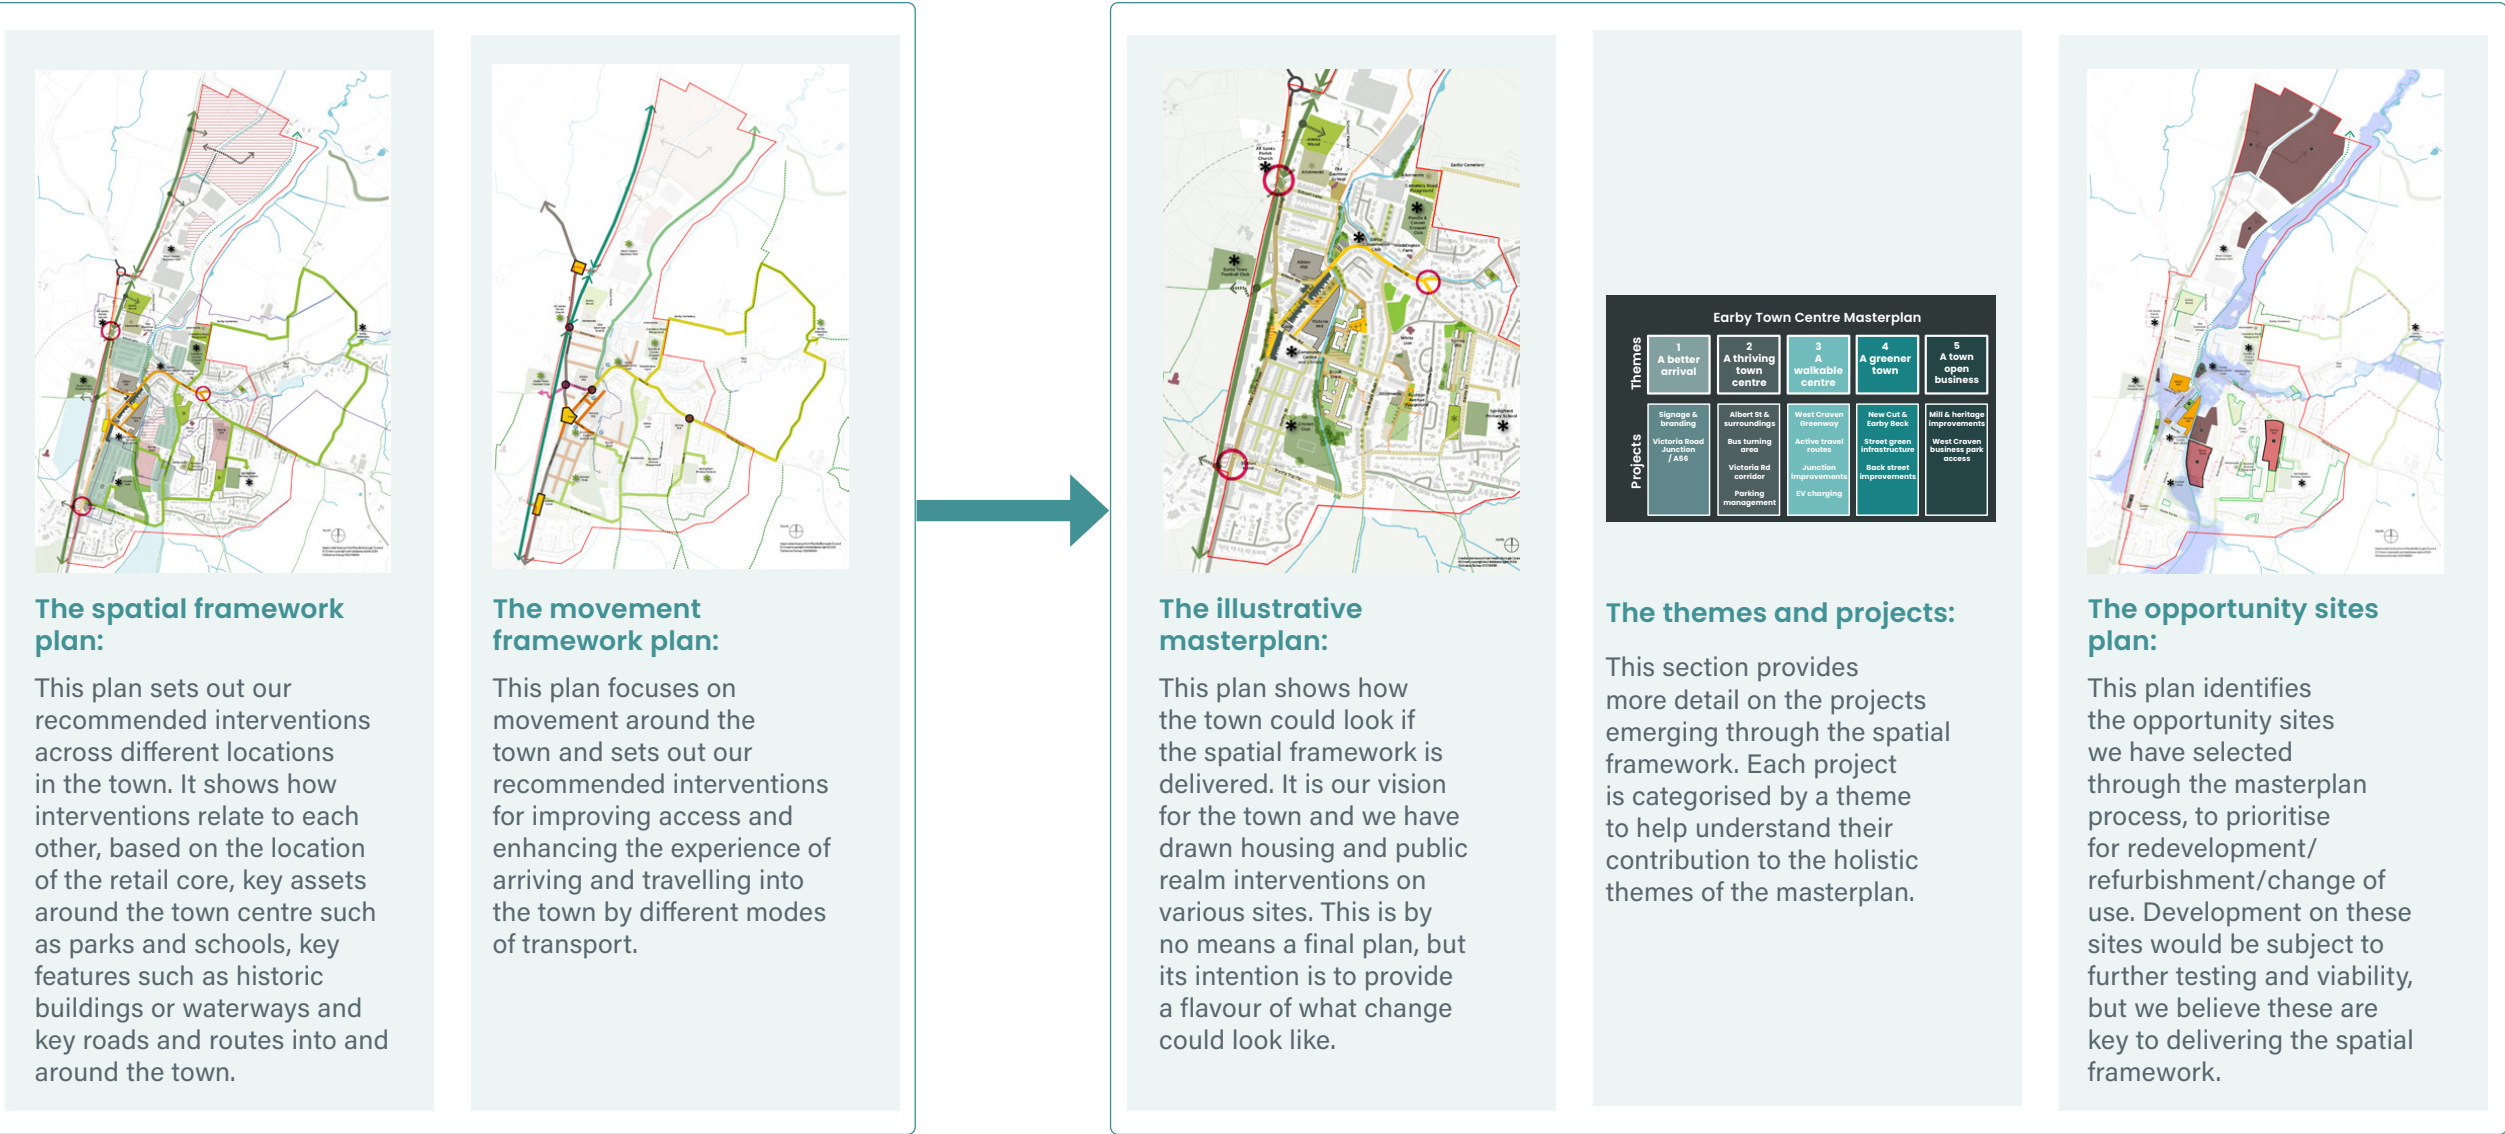 The spatial framework
plan:
This plan sets out our
recommended interventions
across different locations
in the town. It shows how
interventions relate to each
other, based on the location
of the retail core, key assets
around the town centre such
as parks and schools, key
features such as historic
buildings or waterways and
key roads and routes into and
around the town.
The movement
framework plan:
This plan focuses on
movement around the
town and sets out our
recommended interventions
for improving access and
enhancing the experience of
arriving and travelling into
the town by different modes
of transport.
The illustrative
masterplan:
This plan shows how
the town could look if
the spatial framework is
delivered. It is our vision
for the town and we have
drawn housing and public
realm interventions on
various sites. This is by
no means a final plan, but
its intention is to provide
a flavour of what change
could look like.
Earby Town Centre Masterplan
Themes
1
A better
arrival
2
A thriving
town
centre
3
A
walkable
centre
4
A greener
town
5
A town
open
business
Projects
Signage &
branding
Victoria Road
Junction
/ A56
Albert St &
surroundings
Bus turning
area
Victoria Rd
corridor
Parking
management
West Craven
Greenway
Active travel
routes
Junction
improvements
EV charging
New Cut &
Earby Beck
Street green
infrastructure
Back street
improvements
Mill & heritage
improvements
West Craven
business park
access
The themes and projects:
This section provides
more detail on the projects
emerging through the spatial
framework. Each project
is categorised by a theme
to help understand their
contribution to the holistic
themes of the masterplan.
The opportunity sites
plan:
This plan identifies
the opportunity sites
we have selected
through the masterplan
process, to prioritise
for redevelopment/
refurbishment/change of
use. Development on these
sites would be subject to
further testing and viability,
but we believe these are
key to delivering the spatial
framework.